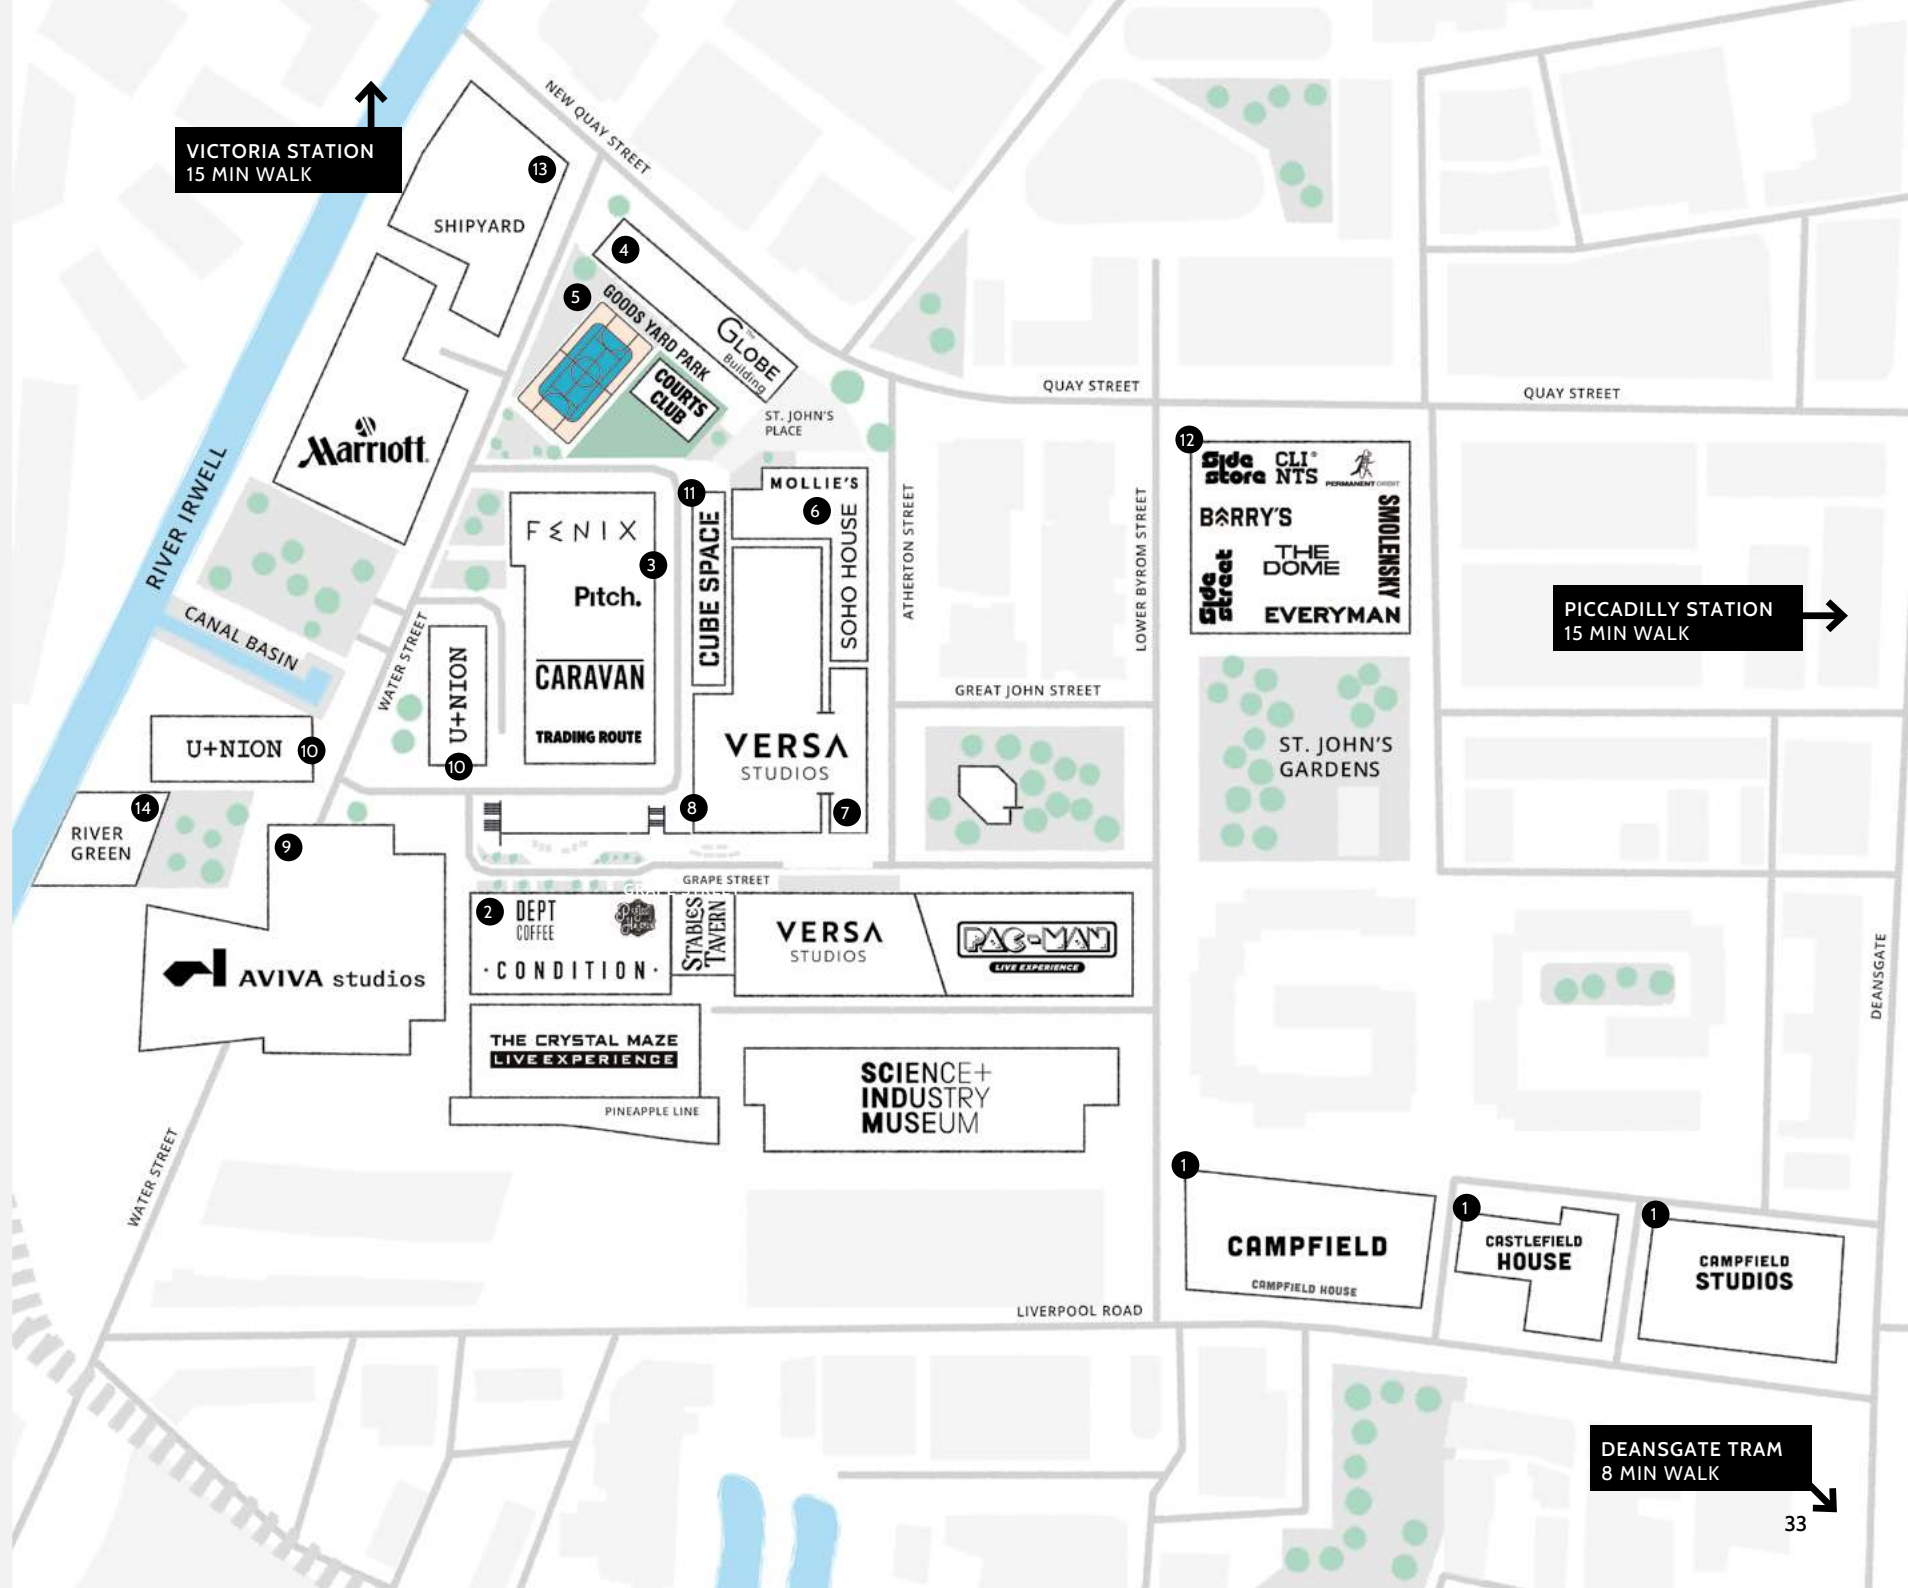 NEW QUAY STREET
VICTORIA STATION
15 MIN WALK
13
SHIPYARD
4
5
GOODS YARD PARK
The
GLOBE
Building
COURTS
CLUB
ST. JOHN'S
PLACE
QUAY STREET
QUAY STREET
Marriott
RIVER IRWELL
CANAL BASIN
WATER STREET
FENIX
3
Pitch.
CARAVAN
TRADING ROUTE
11
CUBE SPACE
MOLLIE'S
6
SOHO HOUSE
ATHERTON STREET
LOWER BYROM STREET
12
Side
store
CLI
NTS
PERMANENT ORBIT
BARRY'S
SMOLENSKY
THE
DOME
Side
street
EVERYMAN
PICCADILLY STATION
15 MIN WALK
GREAT JOHN STREET
ST. JOHN'S
GARDENS
U+NION
10
U+NION
10
VERSA
STUDIOS
8
7
14
RIVER
GREEN
9
AVIVA studios
GRAPE STREET
GRAPE STREET
2
DEPT
COFFEE
·CONDITION·
STABLES
TAVERN
VERSA
STUDIOS
PAC-MAN
LIVE EXPERIENCE
DEANSGATE
THE CRYSTAL MAZE
LIVE EXPERIENCE
PINEAPPLE LINE
SCIENCE+
INDUSTRY
MUSEUM
WATER STREET
1
CAMPFIELD
CAMPFIELD HOUSE
1
CASTLEFIELD
HOUSE
1
CAMPFIELD
STUDIOS
LIVERPOOL ROAD
DEANSGATE TRAM
8 MIN WALK
33